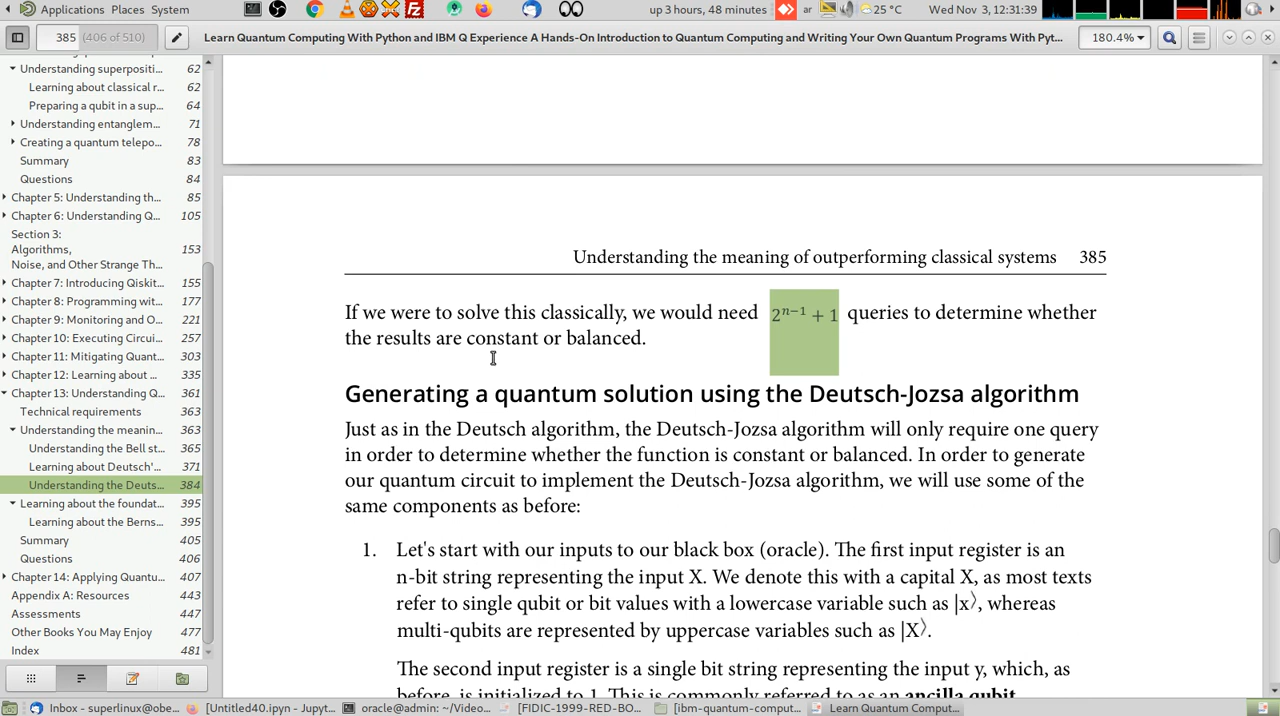 Applications Places System up 3 hours, 48 minutes ar 25 °C Wed Nov 3, 12:31:39
385 (406 of 510) Learn Quantum Computing With Python and IBM Q Experience A Hands-On Introduction to Quantum Computing and Writing Your Own Quantum Programs With Pyt... 180.4%
Understanding superpositi... 62
Learning about classical r... 62
Preparing a qubit in a sup... 64
Understanding entanglem... 71
Creating a quantum telepo... 78
Summary 83
Questions 84
Chapter 5: Understanding th... 85
Chapter 6: Understanding Q... 105
Section 3:
Algorithms, 153
Noise, and Other Strange Th...
Chapter 7: Introducing Qiskit 155
Chapter 8: Programming wit... 177
Chapter 9: Monitoring and O... 221
Chapter 10: Executing Circui... 257
Chapter 11: Mitigating Quant... 303
Chapter 12: Learning about ... 335
Chapter 13: Understanding Q... 361
Technical requirements 363
Understanding the meanin... 363
Understanding the Bell st... 365
Learning about Deutsch'... 371
Understanding the Deuts... 384
Learning about the foundat... 395
Learning about the Berns... 395
Summary 405
Questions 406
Chapter 14: Applying Quantu... 407
Appendix A: Resources 443
Assessments 447
Other Books You May Enjoy 477
Index 481
Understanding the meaning of outperforming classical systems 385
If we were to solve this classically, we would need 2ⁿ⁻¹ + 1 queries to determine whether
the results are constant or balanced.
Generating a quantum solution using the Deutsch-Jozsa algorithm
Just as in the Deutsch algorithm, the Deutsch-Jozsa algorithm will only require one query
in order to determine whether the function is constant or balanced. In order to generate
our quantum circuit to implement the Deutsch-Jozsa algorithm, we will use some of the
same components as before:
1. Let's start with our inputs to our black box (oracle). The first input register is an
n-bit string representing the input X. We denote this with a capital X, as most texts
refer to single qubit or bit values with a lowercase variable such as |x⟩, whereas
multi-qubits are represented by uppercase variables such as |X⟩.
The second input register is a single bit string representing the input y, which, as
before, is initialized to 1. This is commonly referred to as an ancilla qubit.
Inbox - superlinux@obe... [Untitled40.ipyn - Jupyt... oracle@admin: ~/Video... [FIDIC-1999-RED-BO... [ibm-quantum-comput... Learn Quantum Comput...